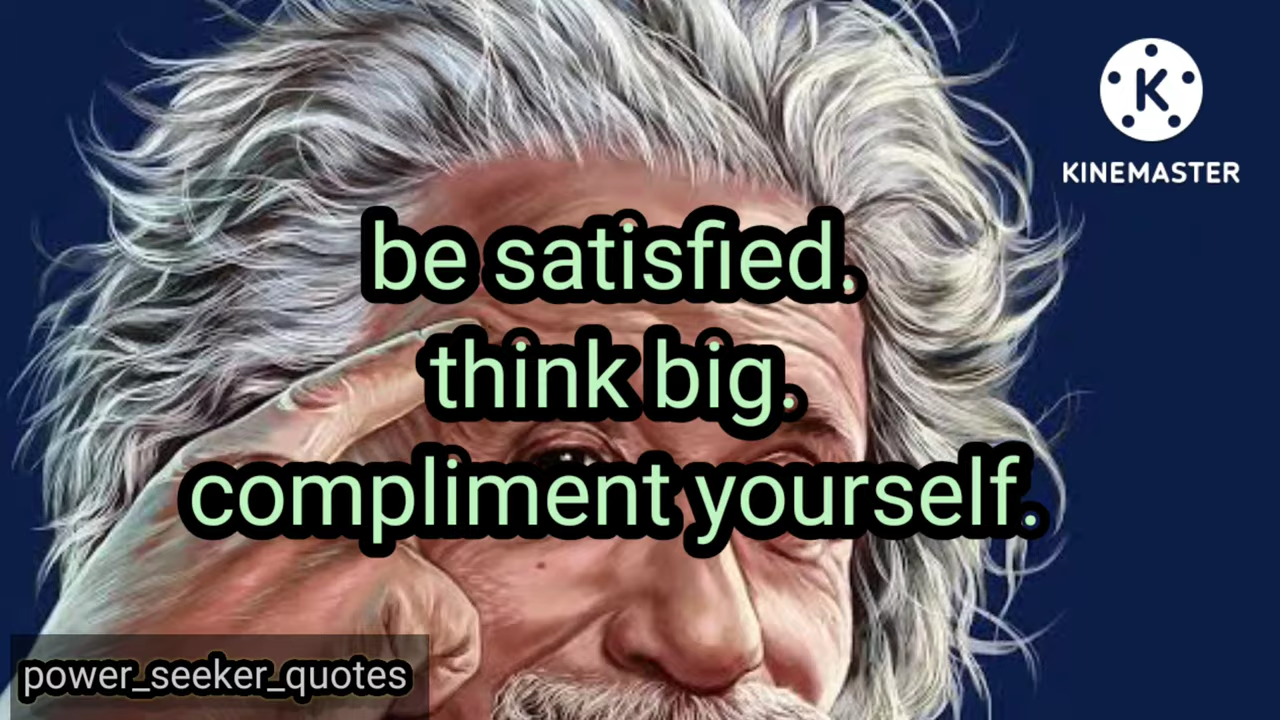 KINEMASTER
be satisfied.
think big.
compliment yourself.
power_seeker_quotes